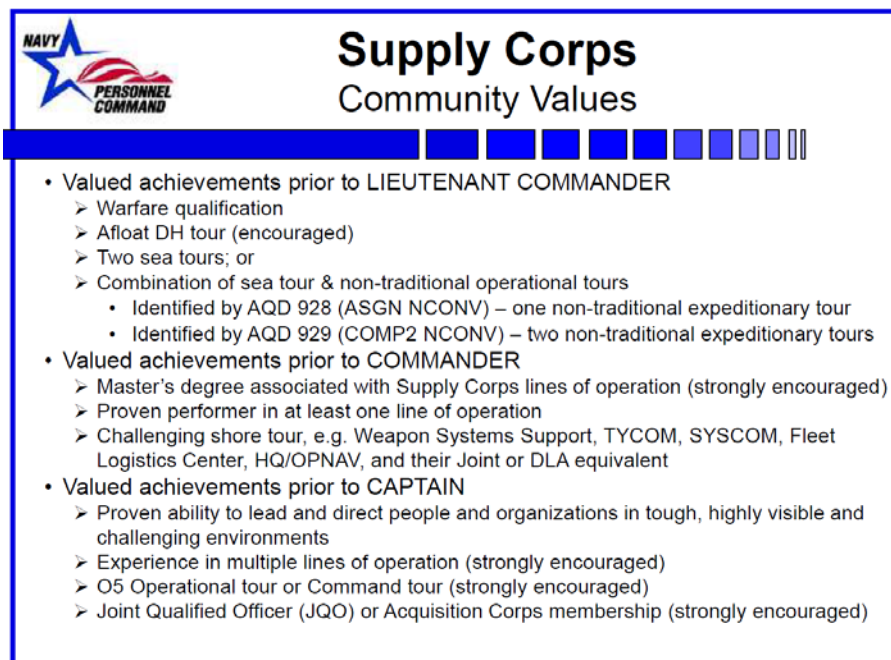 NAVY
PERSONNEL
COMMAND
Supply Corps
Community Values
• Valued achievements prior to LIEUTENANT COMMANDER
➢ Warfare qualification
➢ Afloat DH tour (encouraged)
➢ Two sea tours; or
➢ Combination of sea tour & non-traditional operational tours
• Identified by AQD 928 (ASGN NCONV) – one non-traditional expeditionary tour
• Identified by AQD 929 (COMP2 NCONV) – two non-traditional expeditionary tours
• Valued achievements prior to COMMANDER
➢ Master's degree associated with Supply Corps lines of operation (strongly encouraged)
➢ Proven performer in at least one line of operation
➢ Challenging shore tour, e.g. Weapon Systems Support, TYCOM, SYSCOM, Fleet
Logistics Center, HQ/OPNAV, and their Joint or DLA equivalent
• Valued achievements prior to CAPTAIN
➢ Proven ability to lead and direct people and organizations in tough, highly visible and
challenging environments
➢ Experience in multiple lines of operation (strongly encouraged)
➢ O5 Operational tour or Command tour (strongly encouraged)
➢ Joint Qualified Officer (JQO) or Acquisition Corps membership (strongly encouraged)